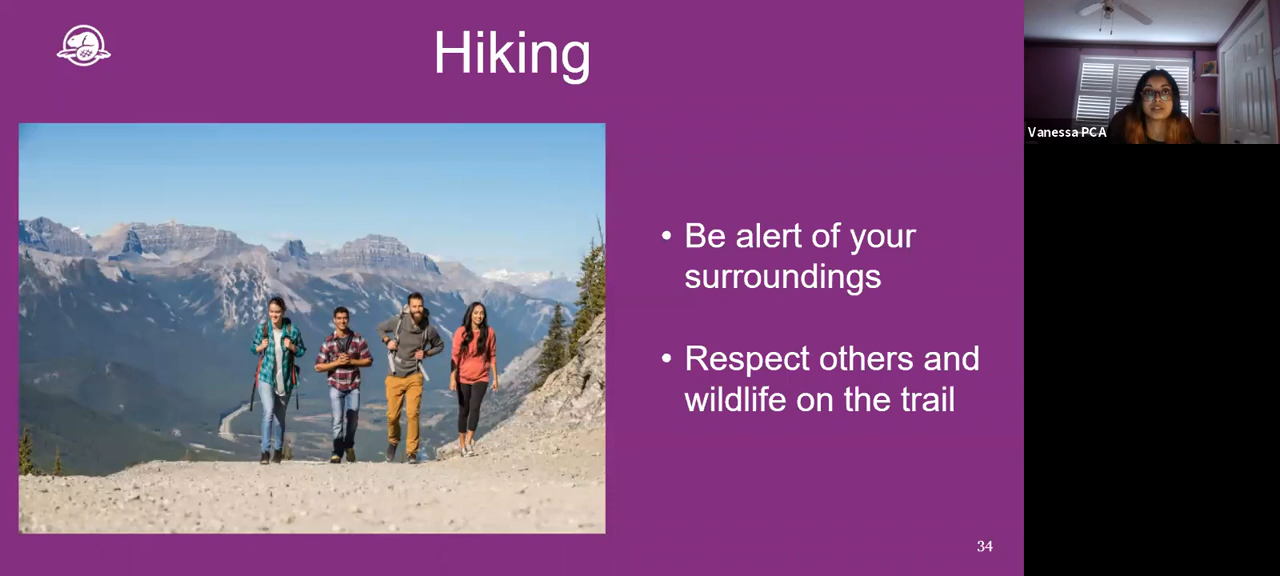 Hiking
Vanessa PCA
• Be alert of your
surroundings
• Respect others and
wildlife on the trail
34